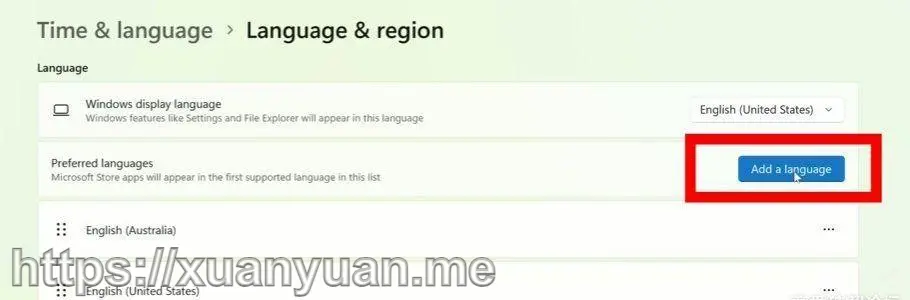 Time & language > Language & region
Language
Windows display language
Windows features like Settings and File Explorer will appear in this language
English (United States)
Preferred languages
Microsoft Store apps will appear in the first supported language in this list
Add a language
English (Australia)
https://xuanyuan.me
English (United States)